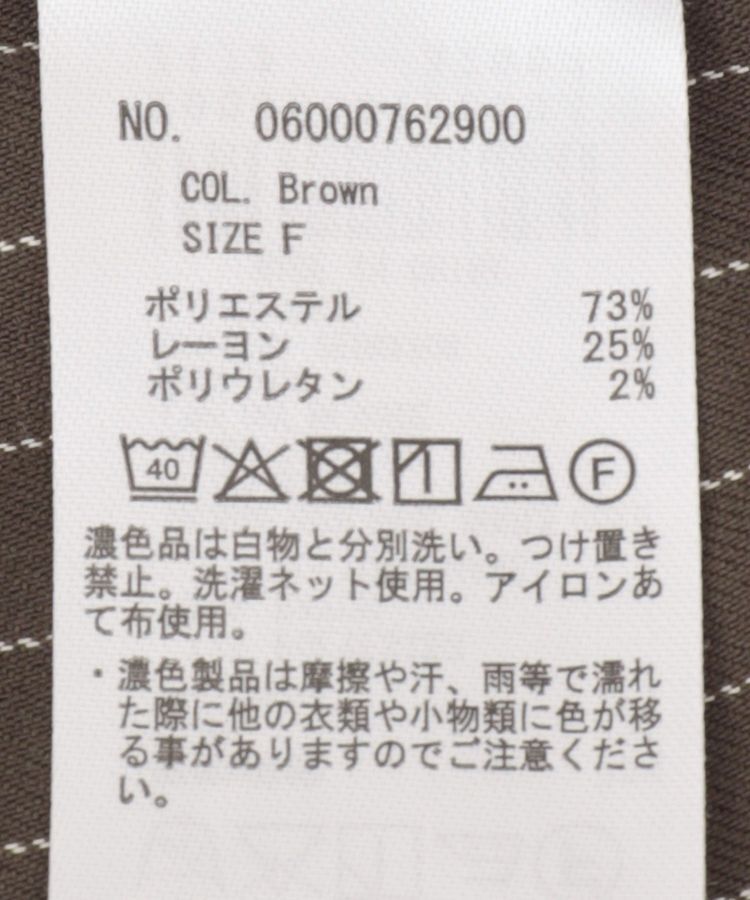 NO. 06000762900
COL. Brown
SIZE F
ポリエステル 73%
レーヨン 25%
ポリウレタン 2%
40 F
濃色品は白物と分別洗い。つけ置き
禁止。洗濯ネット使用。アイロンあ
て布使用。
・濃色製品は摩擦や汗、雨等で濡れ
た際に他の衣類や小物類に色が移
る事がありますのでご注意くださ
い。